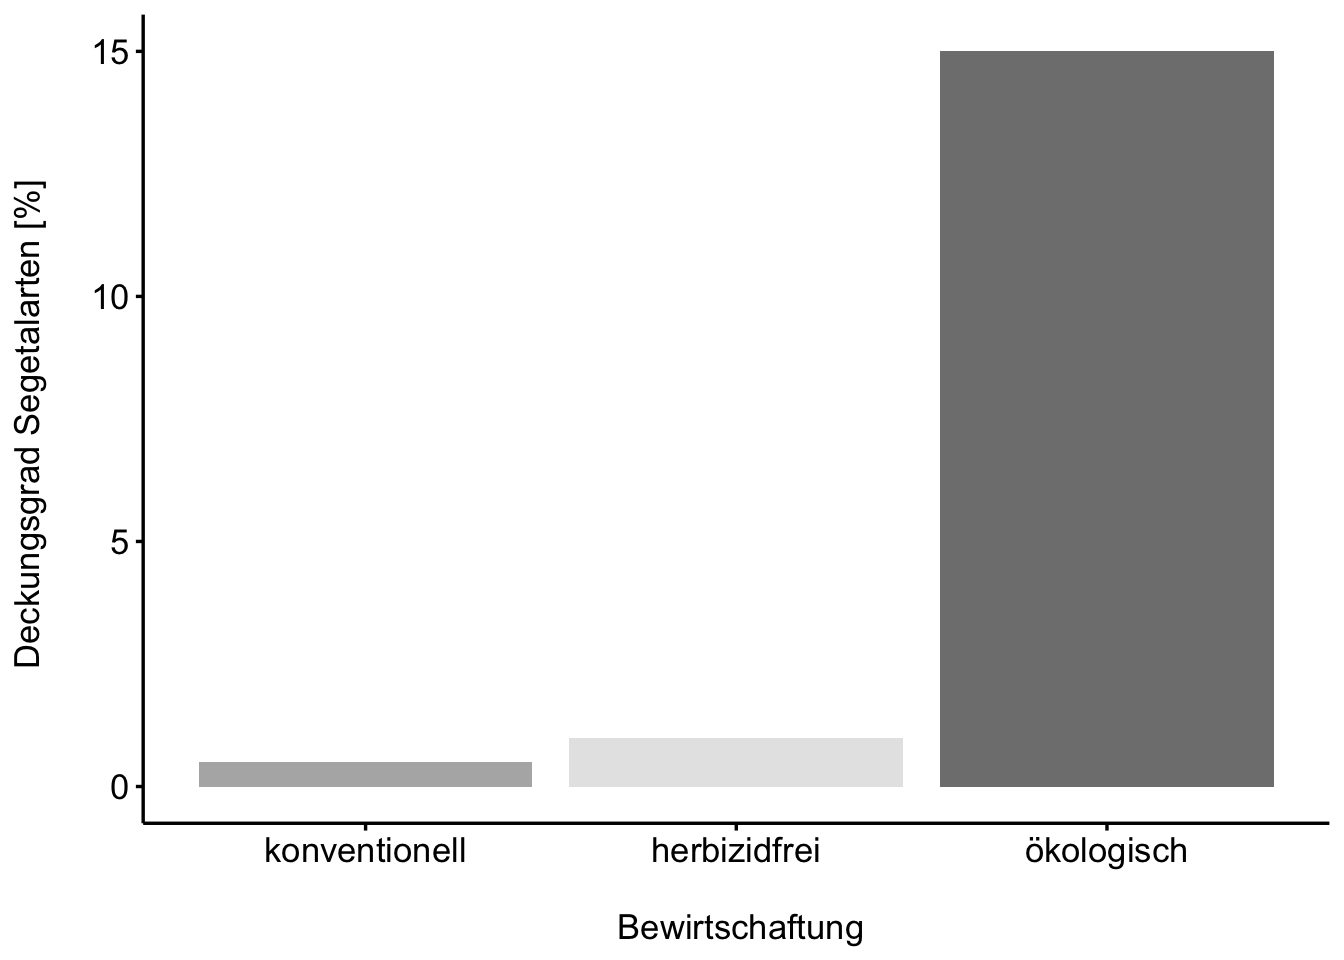 Deckungsgrad Segetalarten [%]
15
10
5
0
konventionell herbizidfrei ökologisch
Bewirtschaftung